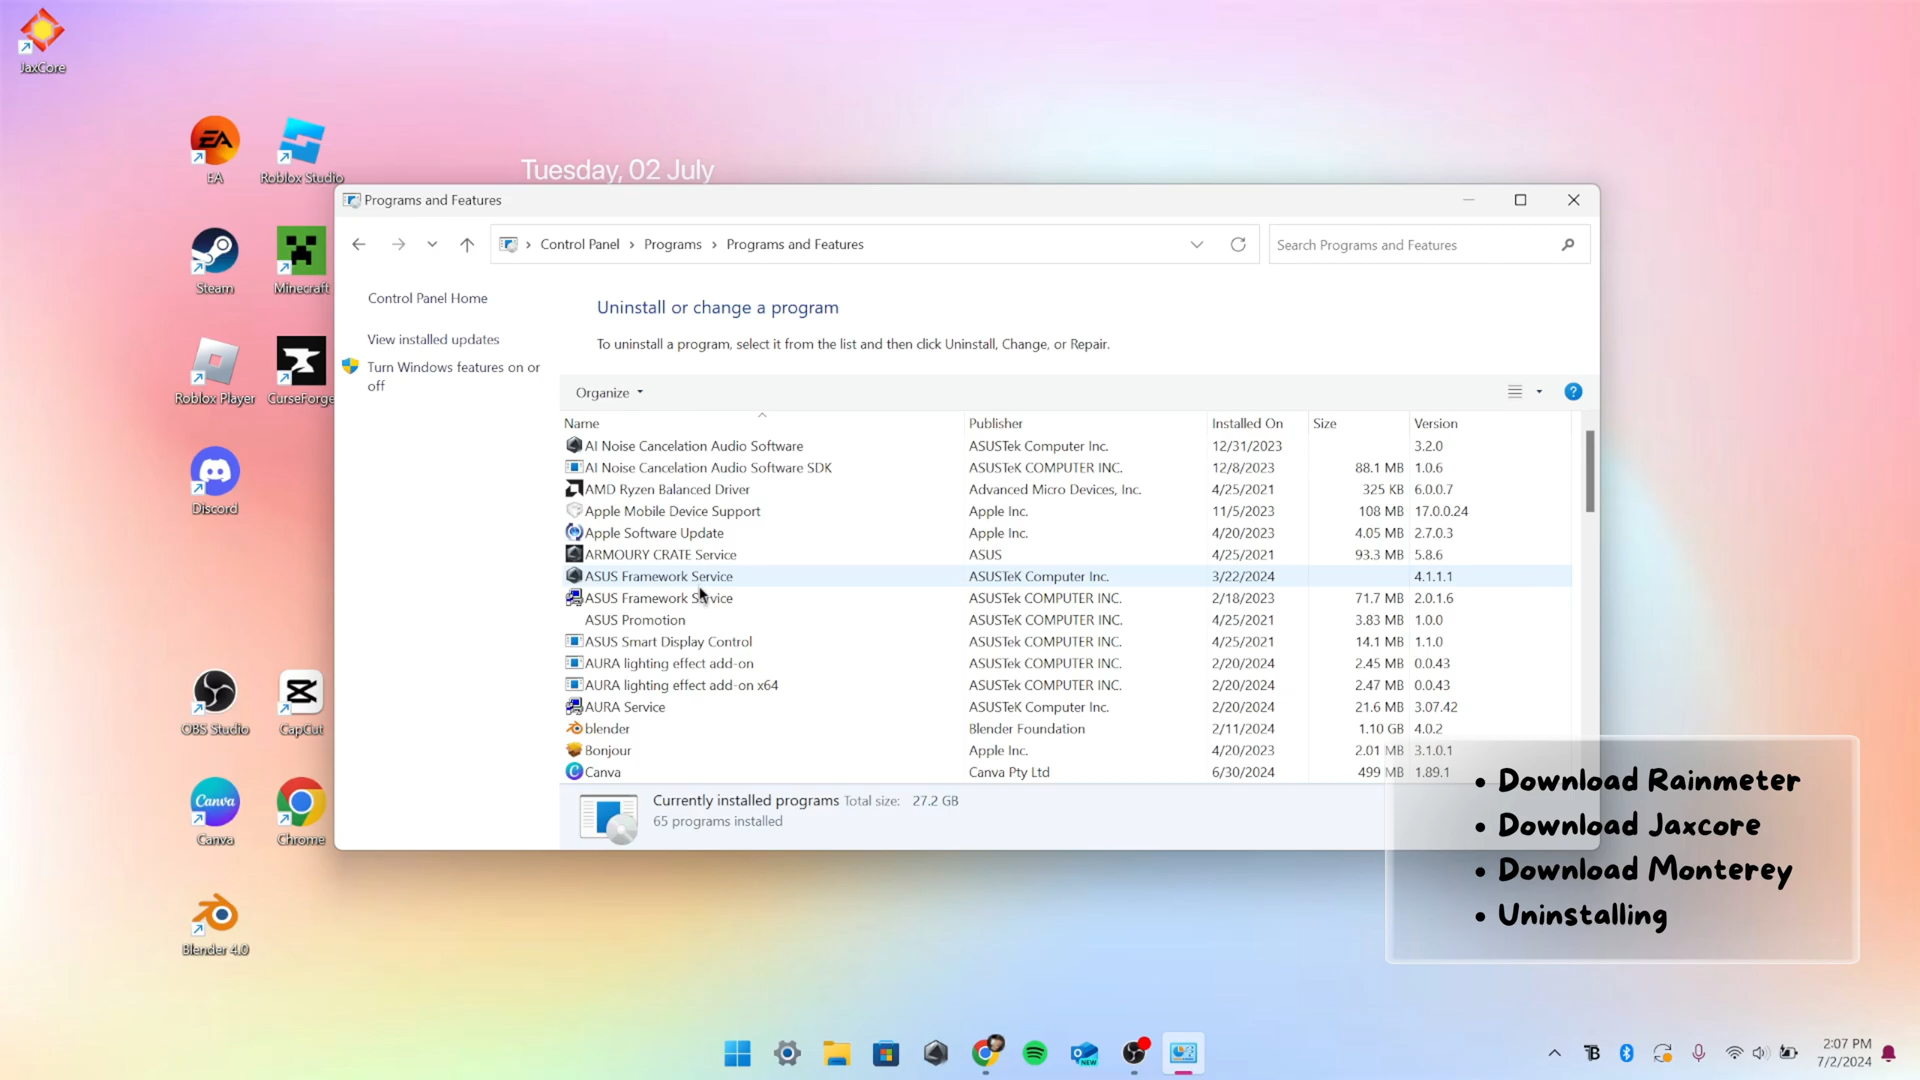 JaxCore
EA
Roblox Studio
Tuesday, 02 July
Programs and Features
Control Panel > Programs > Programs and Features
Search Programs and Features
Steam
Minecraft
Control Panel Home
View installed updates
Turn Windows features on or
off
Uninstall or change a program
To uninstall a program, select it from the list and then click Uninstall, Change, or Repair.
Roblox Player
CurseForge
Organize
Name Publisher Installed On Size Version
AI Noise Cancelation Audio Software ASUSTek Computer Inc. 12/31/2023 3.2.0
AI Noise Cancelation Audio Software SDK ASUSTeK COMPUTER INC. 12/8/2023 88.1 MB 1.0.6
AMD Ryzen Balanced Driver Advanced Micro Devices, Inc. 4/25/2021 325 KB 6.0.0.7
Apple Mobile Device Support Apple Inc. 11/5/2023 108 MB 17.0.0.24
Apple Software Update Apple Inc. 4/20/2023 4.05 MB 2.7.0.3
ARMOURY CRATE Service ASUS 4/25/2021 93.3 MB 5.8.6
ASUS Framework Service ASUSTeK Computer Inc. 3/22/2024 4.1.1.1
ASUS Framework Service ASUSTek COMPUTER INC. 2/18/2023 71.7 MB 2.0.1.6
ASUS Promotion ASUSTek COMPUTER INC. 4/25/2021 3.83 MB 1.0.0
ASUS Smart Display Control ASUSTek COMPUTER INC. 4/25/2021 14.1 MB 1.1.0
AURA lighting effect add-on ASUSTek COMPUTER INC. 2/20/2024 2.45 MB 0.0.43
AURA lighting effect add-on x64 ASUSTek COMPUTER INC. 2/20/2024 2.47 MB 0.0.43
AURA Service ASUSTeK Computer Inc. 2/20/2024 21.6 MB 3.07.42
blender Blender Foundation 2/11/2024 1.10 GB 4.0.2
Bonjour Apple Inc. 4/20/2023 2.01 MB 3.1.0.1
Canva Canva Pty Ltd 6/30/2024 499 MB 1.89.1
Currently installed programs Total size: 27.2 GB
65 programs installed
Discord
OBS Studio
CapCut
Canva
Canva
Chrome
Blender 4.0
• Download Rainmeter
• Download Jaxcore
• Download Monterey
• Uninstalling
NEW
2:07 PM
7/2/2024